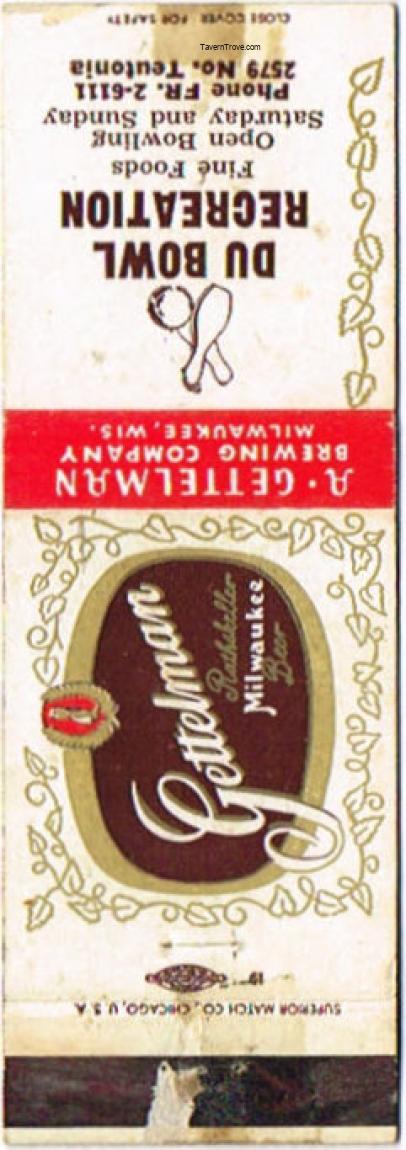 TavernTrove.com
SUPERIOR MATCH CO., CHICAGO, U S A
Gettelman
Rathskeller
Milwaukee
Beer
A·GETTELMAN
BREWING COMPANY
MILWAUKEE, WIS.
DU BOWL
RECREATION
Fine Foods
Open Bowling
Saturday and Sunday
Phone FR. 2-6111
2579 No. Teutonia
CLOSE COVER FOR SAFETY